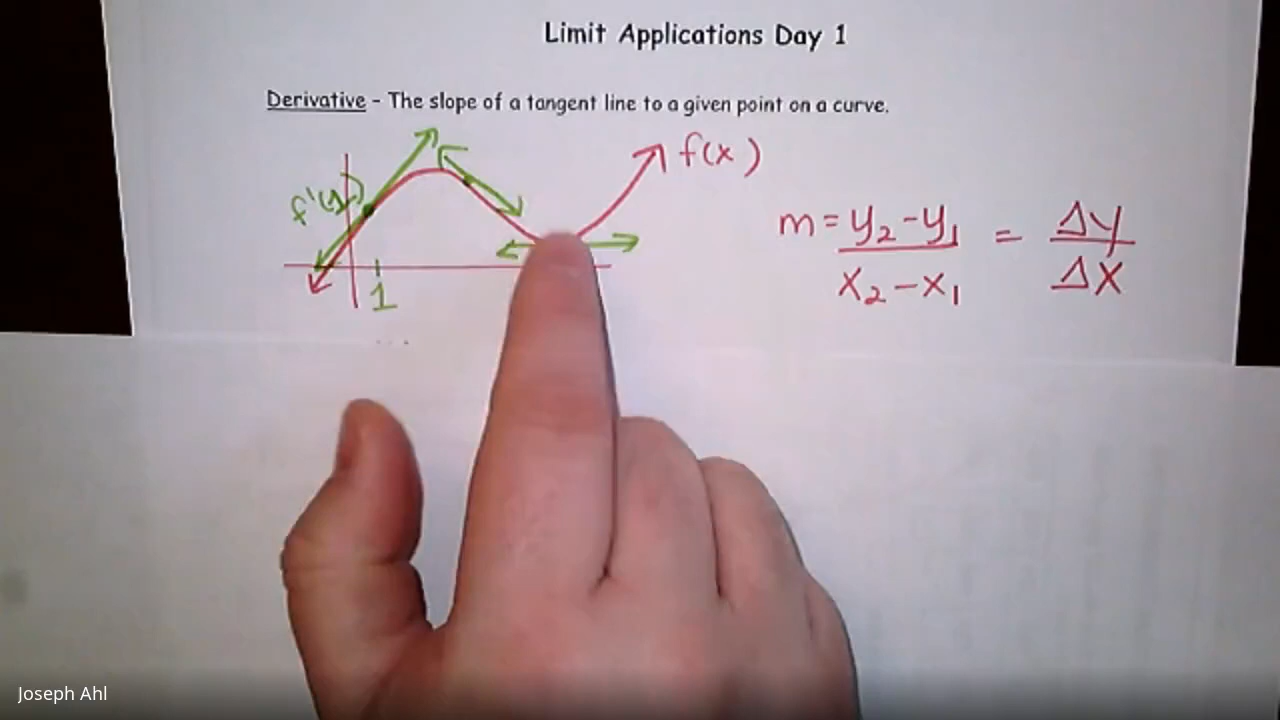 Limit Applications Day 1
Derivative - The slope of a tangent line to a given point on a curve.
f(x)
f'(1)
m = y₂-y₁ / x₂-x₁ = Δy / Δx
1
Joseph Ahl